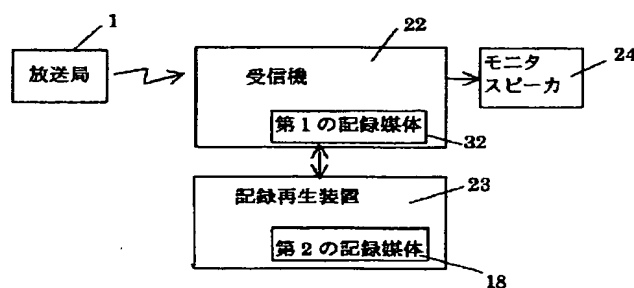 1
放送局
22
受信機
第1の記録媒体
32
モニタ
スピーカ
24
記録再生装置
23
第2の記録媒体
18